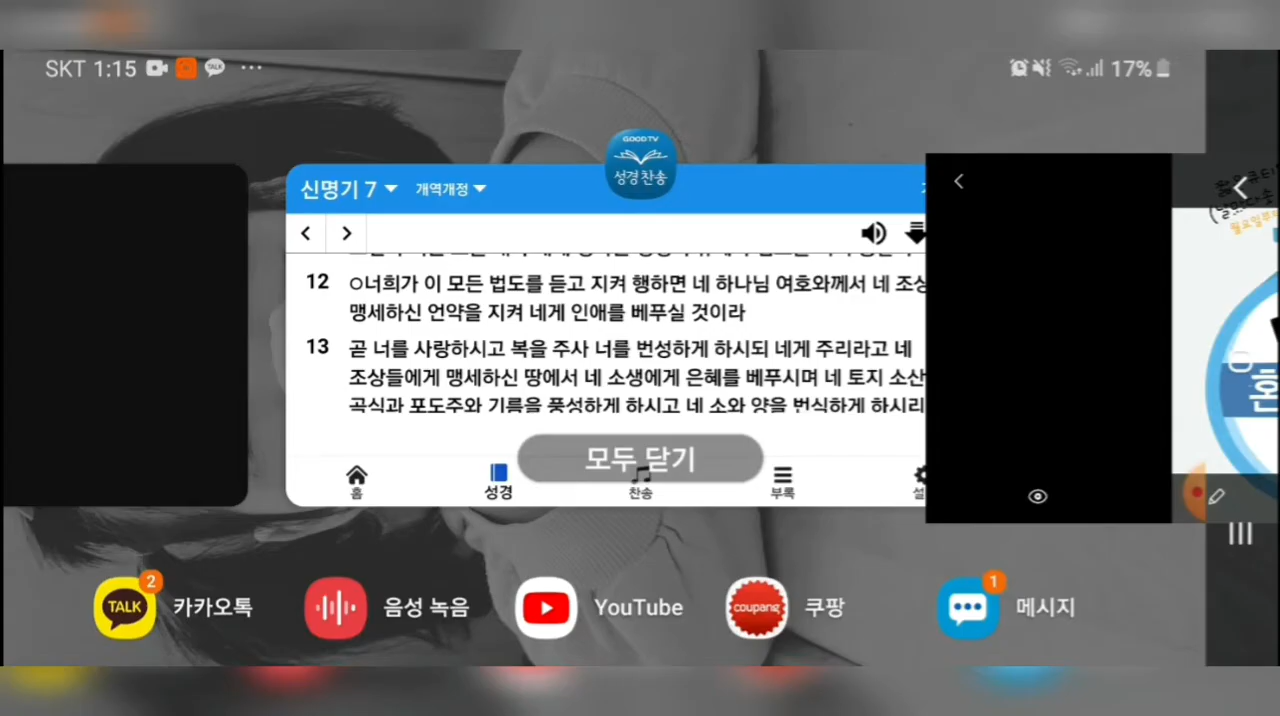 SKT 1:15 TALK ...
17%
GOODTV
성경찬송
신명기 7 개역개정
12 ○너희가 이 모든 법도를 듣고 지켜 행하면 네 하나님 여호와께서 네 조상
맹세하신 언약을 지켜 네게 인애를 베푸실 것이라
13 곧 너를 사랑하시고 복을 주사 너를 번성하게 하시되 네게 주리라고 네
조상들에게 맹세하신 땅에서 네 소생에게 은혜를 베푸시며 네 토지 소산
곡식과 포도주와 기름을 풍성하게 하시고 네 소와 양을 번식하게 하시리
모두 닫기
홈 성경 찬송 부록 설
TALK 2 카카오톡 음성 녹음 YouTube coupang 쿠팡 1 메시지